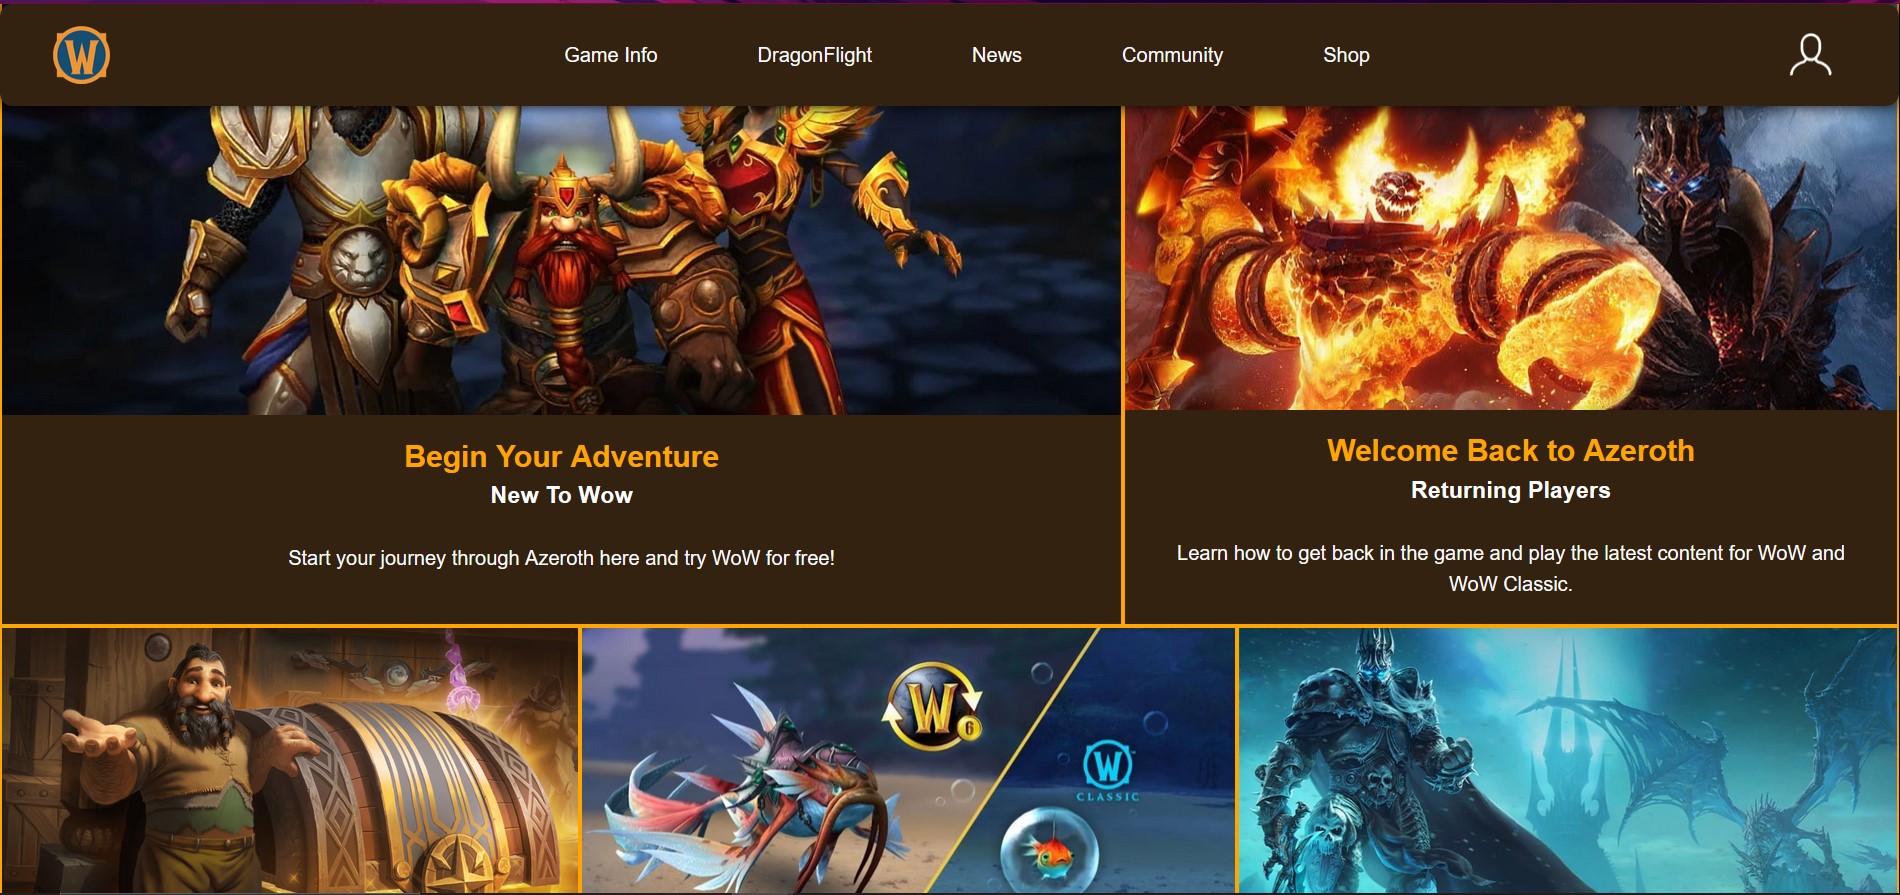 W
Game Info
DragonFlight
News
Community
Shop
Begin Your Adventure
New To Wow
Start your journey through Azeroth here and try WoW for free!
Welcome Back to Azeroth
Returning Players
Learn how to get back in the game and play the latest content for WoW and
WoW Classic.
W
6
W
CLASSIC